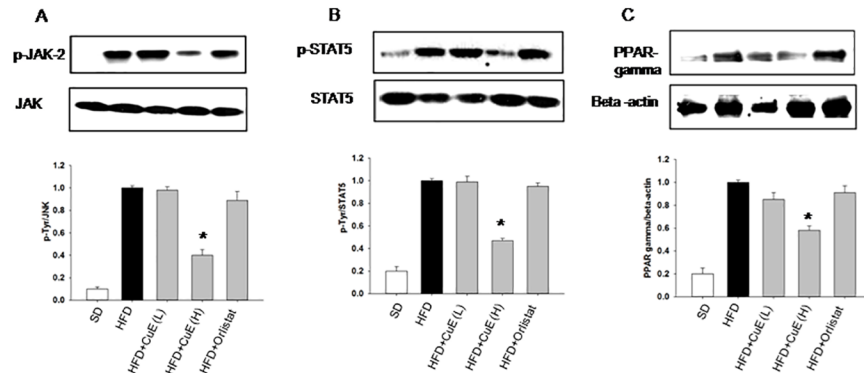 A
p-JAK-2
JAK
1.2
1.0
0.8
0.6
0.4
0.2
0.0
p-Tyr/JNK
*
SD
HFD
HFD+CuE(L)
HFD+CuE(H)
HFD+Orlistat
B
p-STAT5
STAT5
1.2
1.0
0.8
0.6
0.4
0.2
0.0
p-Tyr/STAT5
*
SD
HFD
HFD+CuE(L)
HFD+CuE(H)
HFD+Orlistat
C
PPAR-
gamma
Beta -actin
1.2
1.0
0.8
0.6
0.4
0.2
0.0
PPAR gamma/beta-actin
*
SD
HFD
HFD+CuE(L)
HFD+CuE(H)
HFD+Orlistat